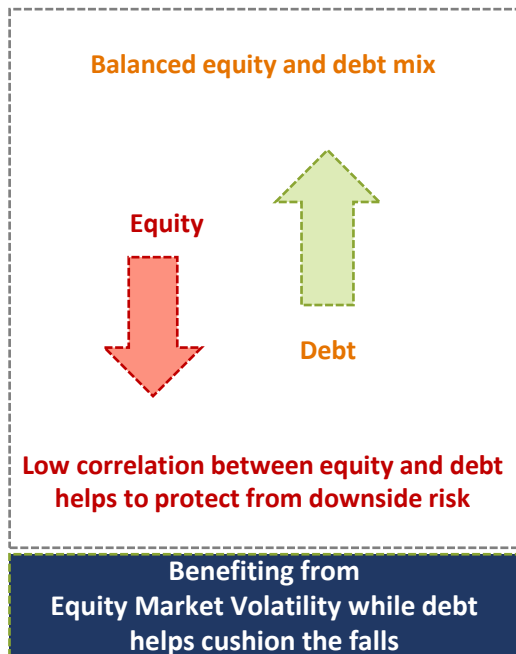 Balanced equity and debt mix
Equity
Debt
Low correlation between equity and debt
helps to protect from downside risk
Benefiting from
Equity Market Volatility while debt
helps cushion the falls